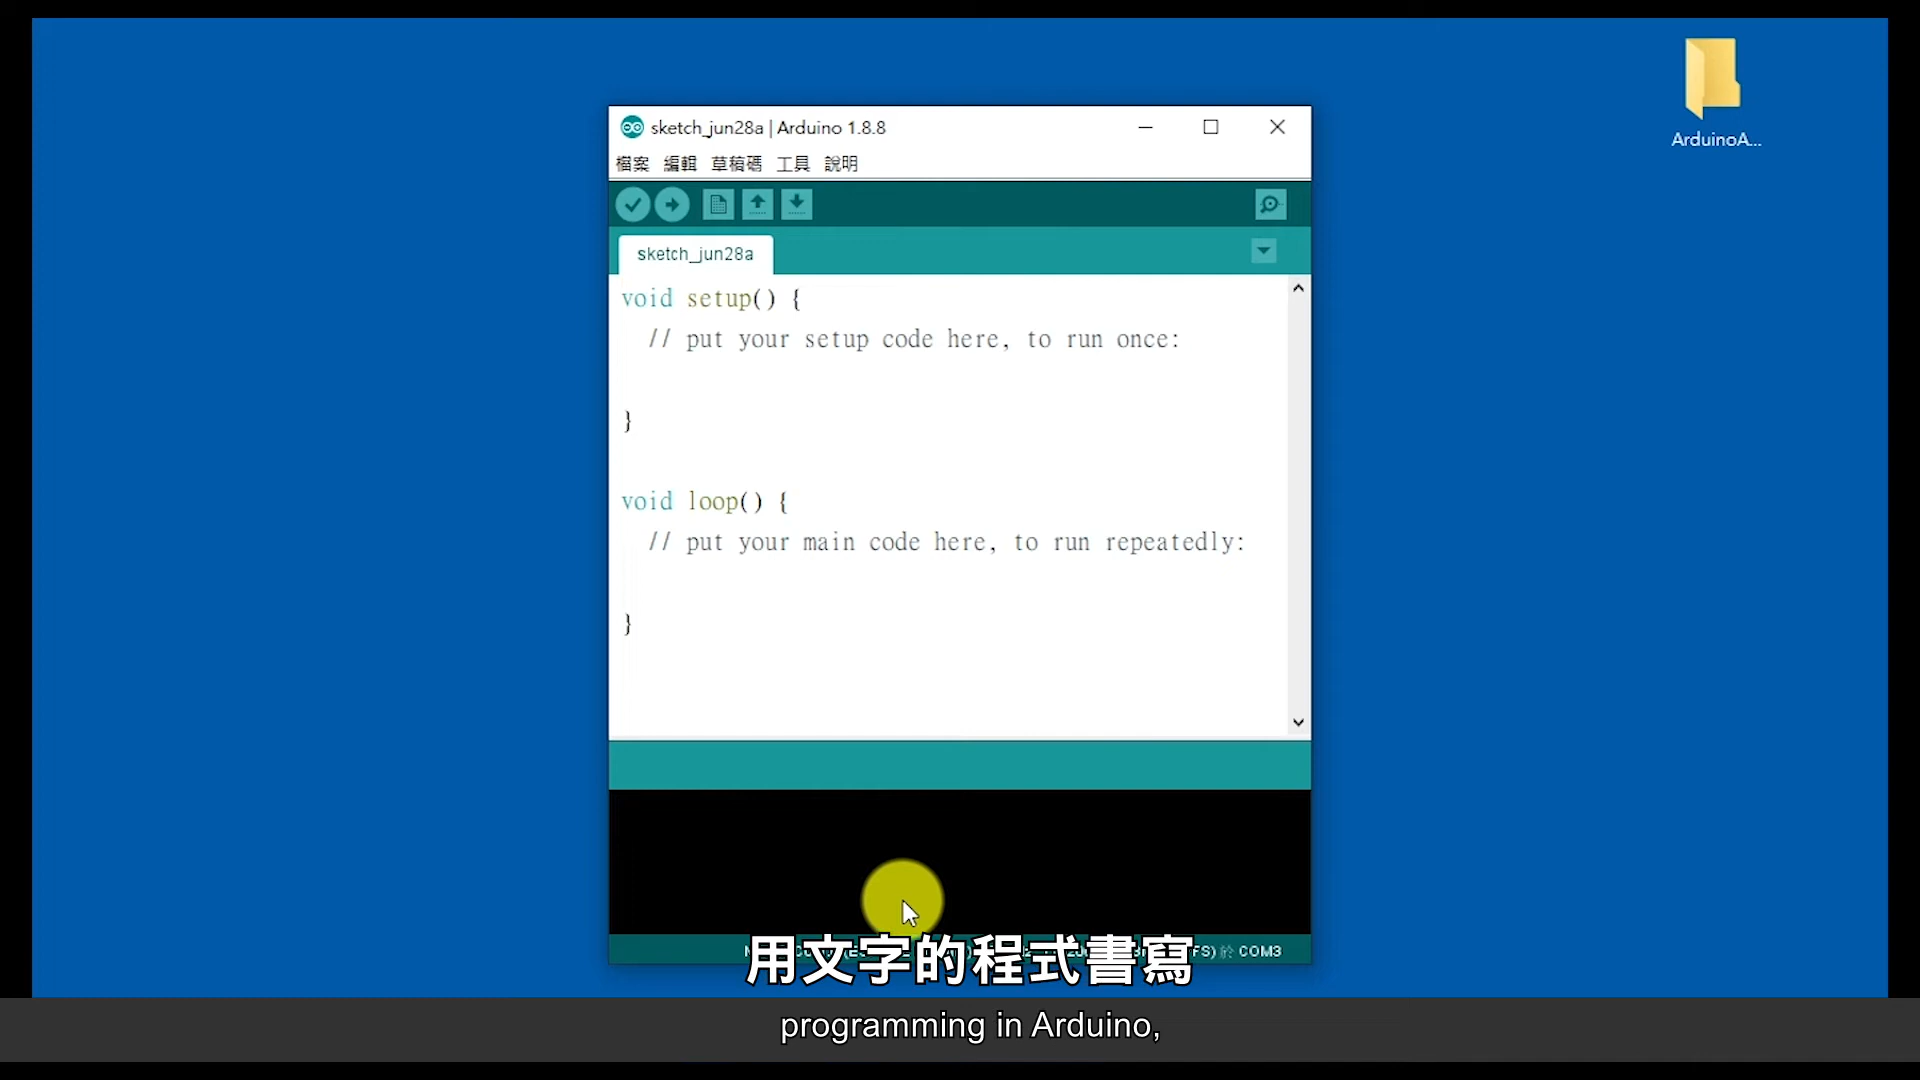 ArduinoA...
sketch_jun28a | Arduino 1.8.8
檔案 編輯 草稿碼 工具 說明
sketch_jun28a
void setup() {
// put your setup code here, to run once:
}
void loop() {
// put your main code here, to run repeatedly:
}
於 COM3
用文字的程式書寫
programming in Arduino,